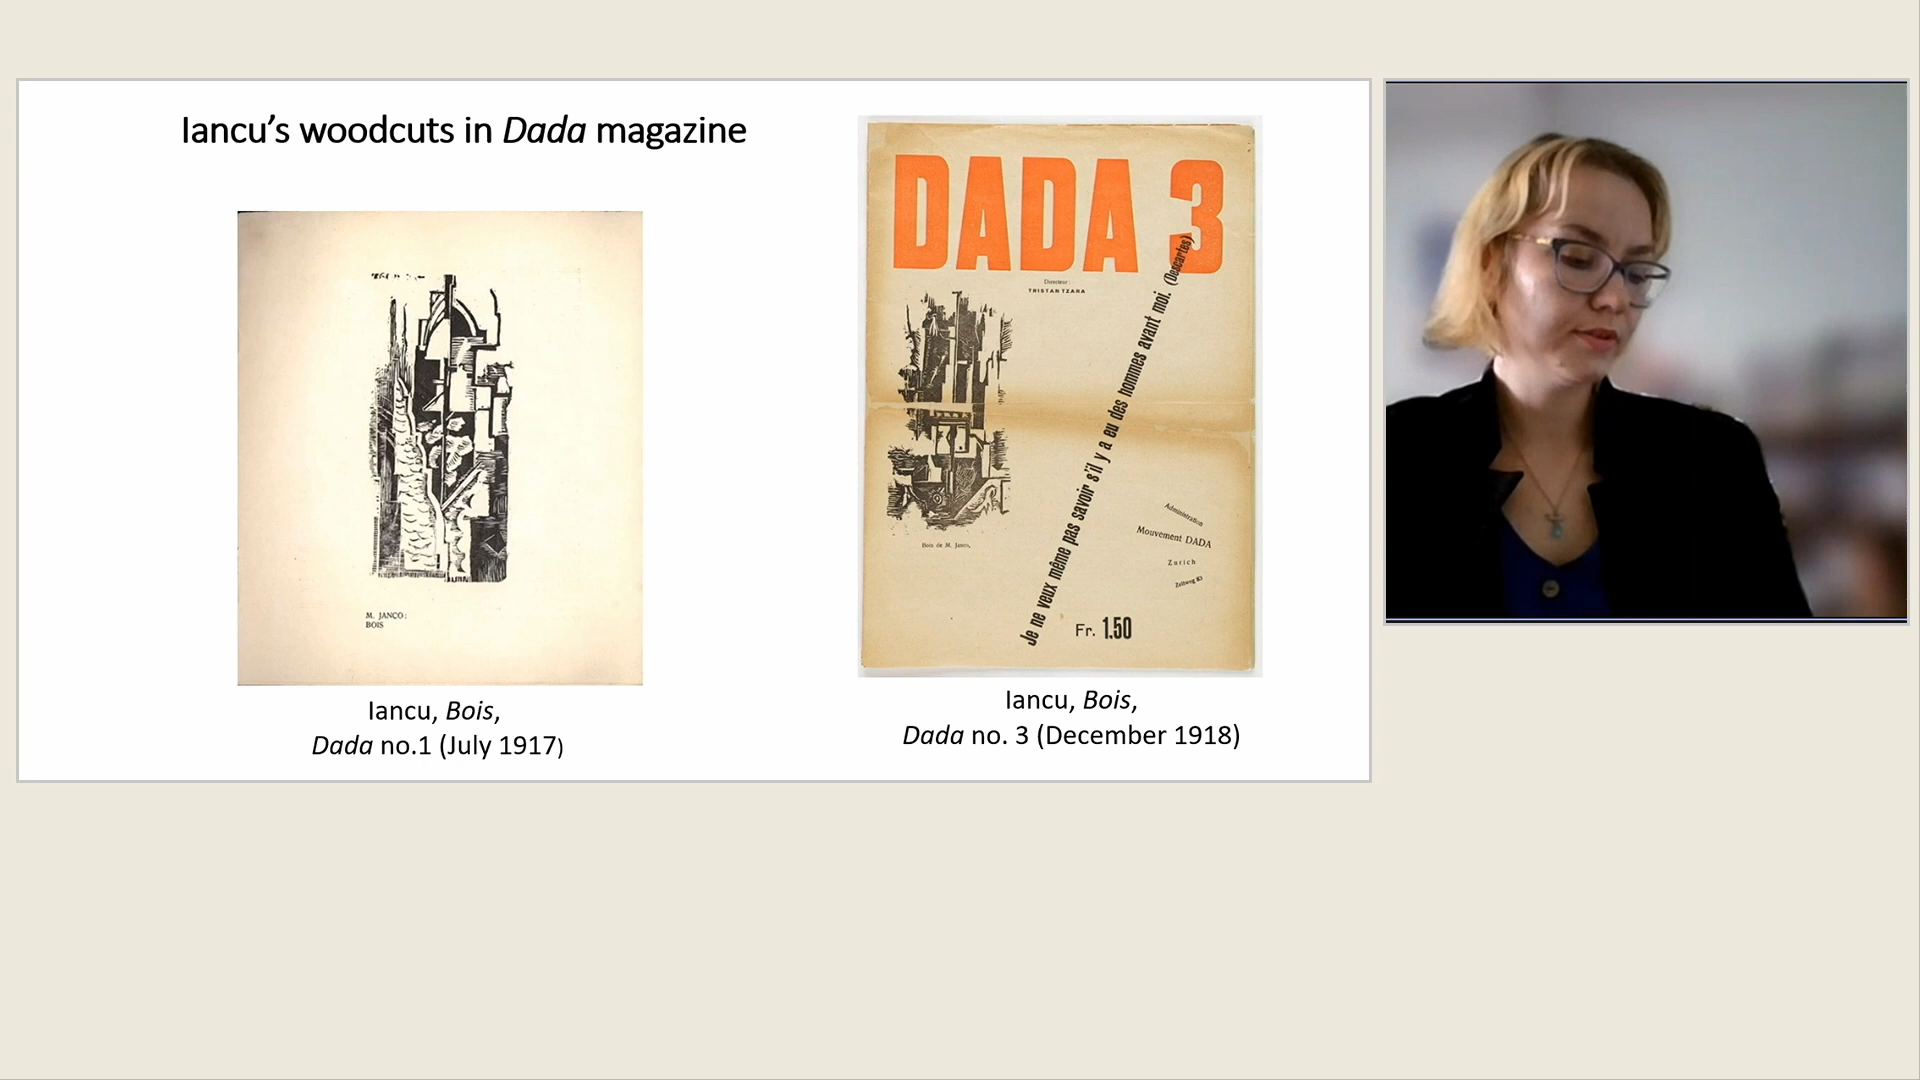 Iancu's woodcuts in Dada magazine
M. JANCO:
BOIS
Iancu, Bois,
Dada no.1 (July 1917)
DADA 3
Directeur:
TRISTAN TZARA
Je ne veux même pas savoir s'il y a eu des hommes avant moi. (Descartes)
Bois de M. Janco,
Administration
Mouvement DADA
Zurich
Zeltweg 83
Fr. 1.50
Iancu, Bois,
Dada no. 3 (December 1918)